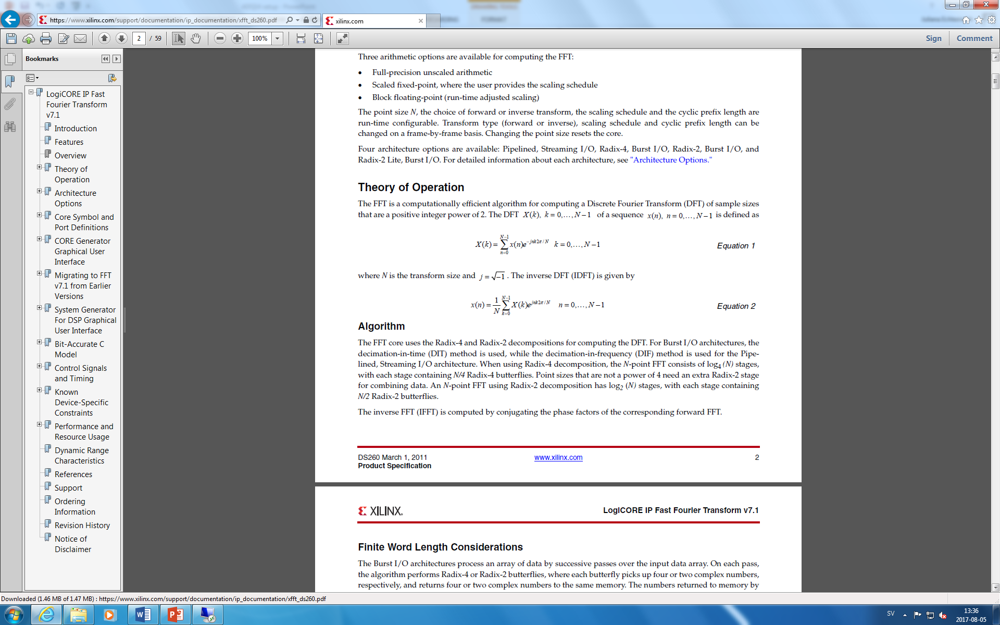 https://www.xilinx.com/support/documentation/ip_documentation/xfft_ds260.pdf
xilinx.com
2 / 59
100%
Sign
Comment
Bookmarks
LogiCORE IP Fast
Fourier Transform
v7.1
Introduction
Features
Overview
Theory of
Operation
Architecture
Options
Core Symbol and
Port Definitions
CORE Generator
Graphical User
Interface
Migrating to FFT
v7.1 from Earlier
Versions
System Generator
For DSP Graphical
User Interface
Bit-Accurate C
Model
Control Signals
and Timing
Known
Device-Specific
Constraints
Performance and
Resource Usage
Dynamic Range
Characteristics
References
Support
Ordering
Information
Revision History
Notice of
Disclaimer
Three arithmetic options are available for computing the FFT:
• Full-precision unscaled arithmetic
• Scaled fixed-point, where the user provides the scaling schedule
• Block floating-point (run-time adjusted scaling)
The point size N, the choice of forward or inverse transform, the scaling schedule and the cyclic prefix length are
run-time configurable. Transform type (forward or inverse), scaling schedule and cyclic prefix length can be
changed on a frame-by-frame basis. Changing the point size resets the core.
Four architecture options are available: Pipelined, Streaming I/O, Radix-4, Burst I/O, Radix-2, Burst I/O, and
Radix-2 Lite, Burst I/O. For detailed information about each architecture, see "Architecture Options."
Theory of Operation
The FFT is a computationally efficient algorithm for computing a Discrete Fourier Transform (DFT) of sample sizes
that are a positive integer power of 2. The DFT X(k), k = 0,…, N−1 of a sequence x(n), n = 0,…, N−1 is defined as
X(k) = ∑_{n=0}^{N−1} x(n)e^{−jnk2π/N} k = 0,…, N−1 Equation 1
where N is the transform size and j = √−1 . The inverse DFT (IDFT) is given by
x(n) = 1/N ∑_{k=0}^{N−1} X(k)e^{jnk2π/N} n = 0,…, N−1 Equation 2
Algorithm
The FFT core uses the Radix-4 and Radix-2 decompositions for computing the DFT. For Burst I/O architectures, the
decimation-in-time (DIT) method is used, while the decimation-in-frequency (DIF) method is used for the Pipe-
lined, Streaming I/O architecture. When using Radix-4 decomposition, the N-point FFT consists of log₄ (N) stages,
with each stage containing N/4 Radix-4 butterflies. Point sizes that are not a power of 4 need an extra Radix-2 stage
for combining data. An N-point FFT using Radix-2 decomposition has log₂ (N) stages, with each stage containing
N/2 Radix-2 butterflies.
The inverse FFT (IFFT) is computed by conjugating the phase factors of the corresponding forward FFT.
DS260 March 1, 2011 www.xilinx.com 2
Product Specification
XILINX® LogiCORE IP Fast Fourier Transform v7.1
Finite Word Length Considerations
The Burst I/O architectures process an array of data by successive passes over the input data array. On each pass,
the algorithm performs Radix-4 or Radix-2 butterflies, where each butterfly picks up four or two complex numbers,
respectively, and returns four or two complex numbers to the same memory. The numbers returned to memory by
Downloaded (1.46 MB of 1.47 MB) : https://www.xilinx.com/support/documentation/ip_documentation/xfft_ds260.pdf
SV
13:36
2017-08-05